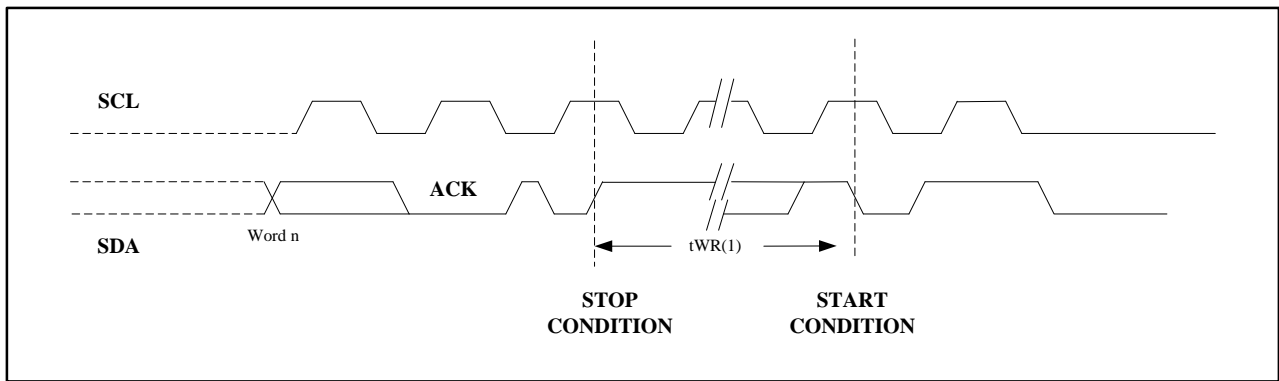 SCL
ACK
SDA
Word n
tWR(1)
STOP
CONDITION
START
CONDITION